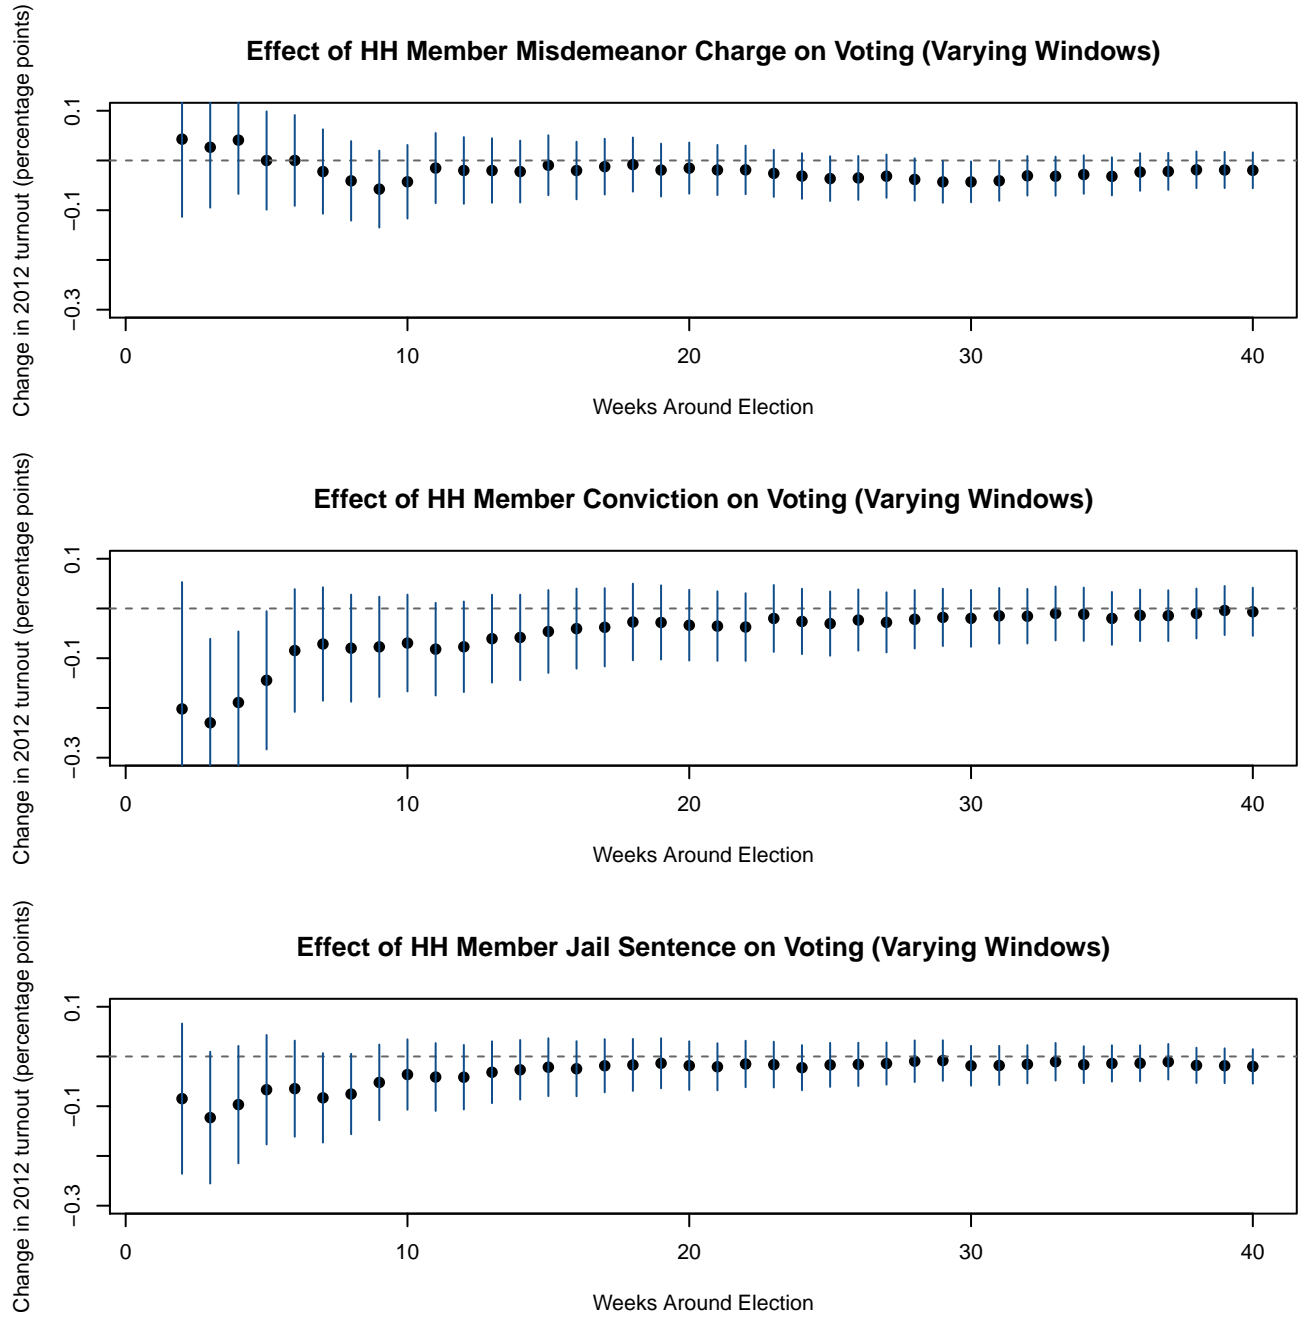 Effect of HH Member Misdemeanor Charge on Voting (Varying Windows)
Change in 2012 turnout (percentage points)
0.1
−0.1
−0.3
0 10 20 30 40
Weeks Around Election
Effect of HH Member Conviction on Voting (Varying Windows)
Change in 2012 turnout (percentage points)
0.1
−0.1
−0.3
0 10 20 30 40
Weeks Around Election
Effect of HH Member Jail Sentence on Voting (Varying Windows)
Change in 2012 turnout (percentage points)
0.1
−0.1
−0.3
0 10 20 30 40
Weeks Around Election